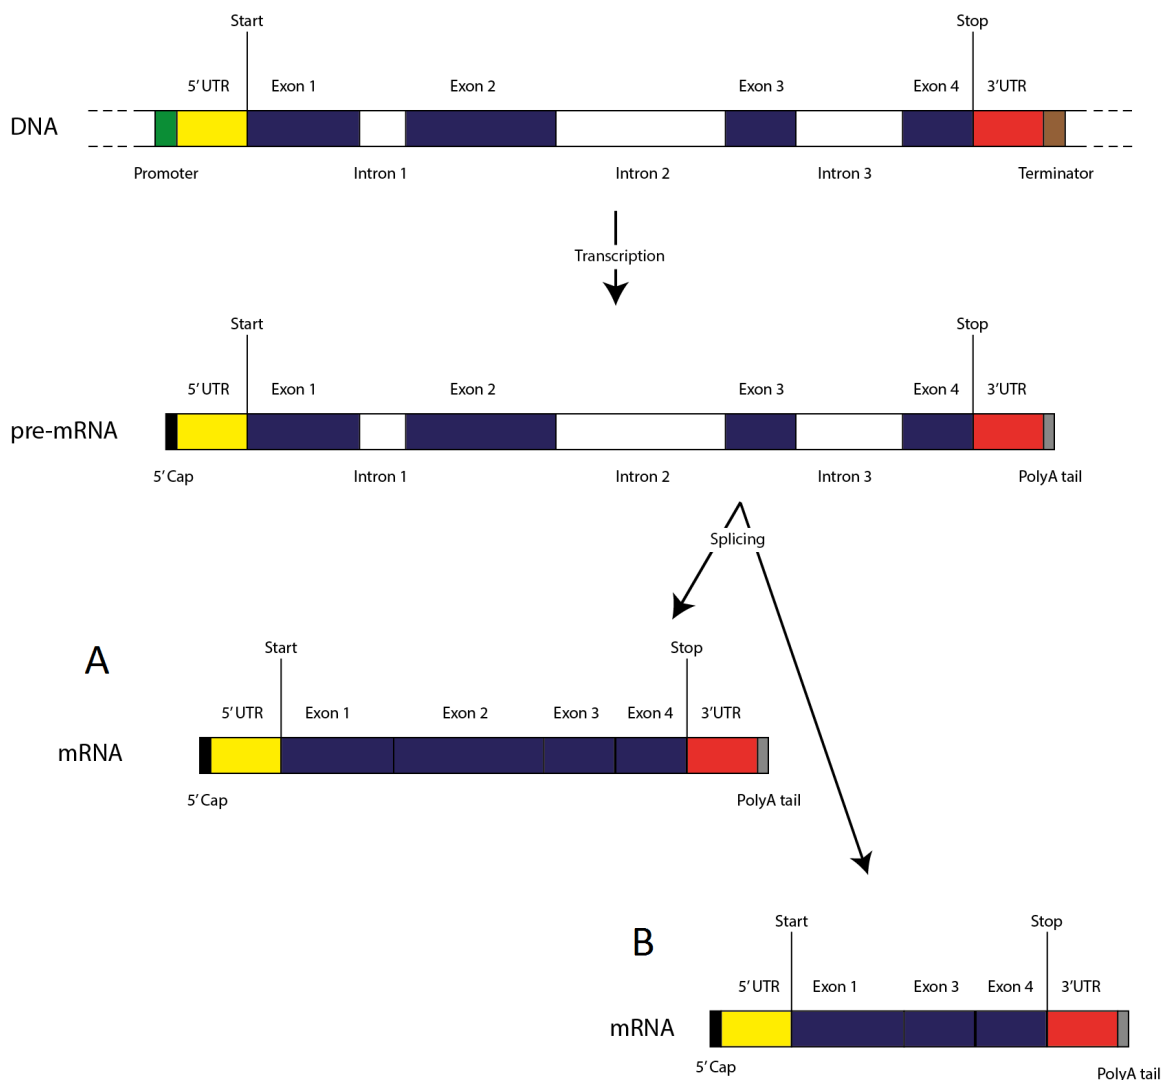 Start Stop
5' UTR Exon 1 Exon 2 Exon 3 Exon 4 3'UTR
DNA
Promoter Intron 1 Intron 2 Intron 3 Terminator
Transcription
Start Stop
5' UTR Exon 1 Exon 2 Exon 3 Exon 4 3'UTR
pre-mRNA
5' Cap Intron 1 Intron 2 Intron 3 PolyA tail
Splicing
A
Start Stop
5' UTR Exon 1 Exon 2 Exon 3 Exon 4 3'UTR
mRNA
5' Cap PolyA tail
B
Start Stop
5' UTR Exon 1 Exon 3 Exon 4 3'UTR
mRNA
5' Cap PolyA tail